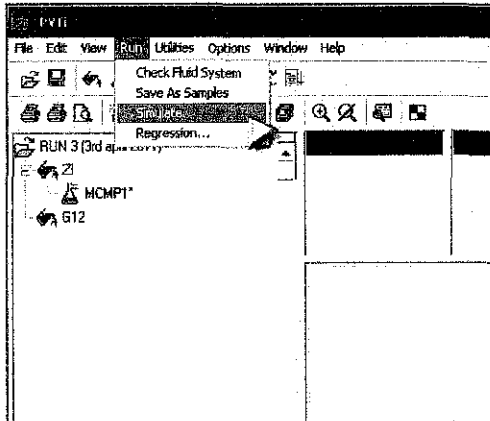 PVTi
File Edit View Run Utilities Options Window Help
Check Fluid System
Save As Samples
Simulate
Regression...
RUN 3 (3rd
ZI
MCMP1*
G12